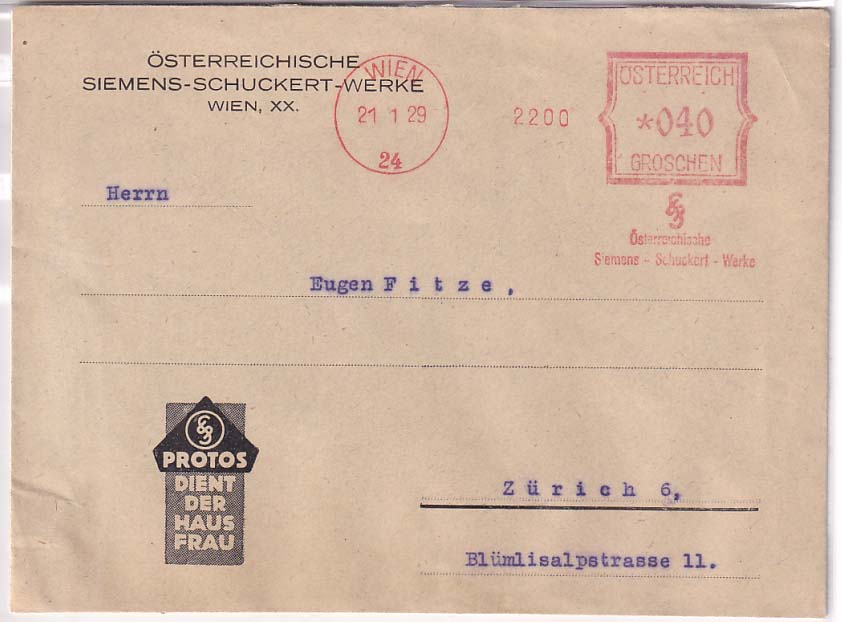 ÖSTERREICHISCHE
SIEMENS-SCHUCKERT-WERKE
WIEN, XX.
WIEN
21 1 29
24
2200
ÖSTERREICH
*040
GROSCHEN
Österreichische
Siemens - Schuckert - Werke
Herrn
Eugen Fitze,
PROTOS
DIENT
DER
HAUS
FRAU
Zürich 6,
Blümlisalpstrasse 11.